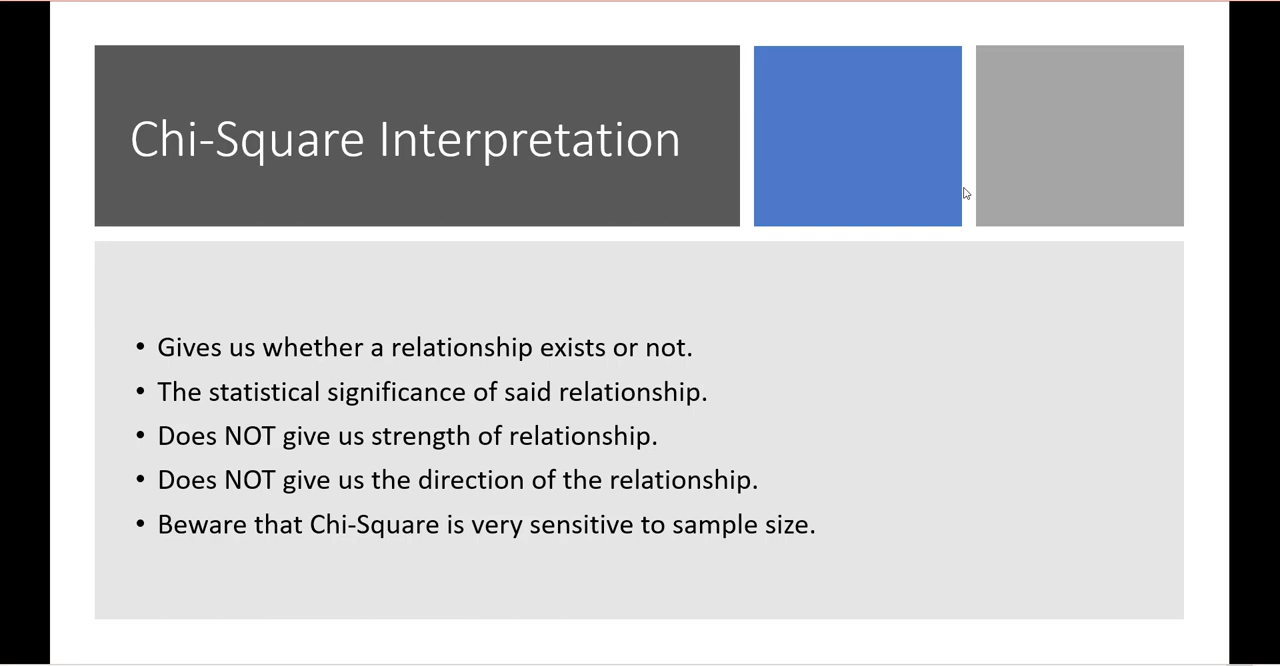 Chi-Square Interpretation
• Gives us whether a relationship exists or not.
• The statistical significance of said relationship.
• Does NOT give us strength of relationship.
• Does NOT give us the direction of the relationship.
• Beware that Chi-Square is very sensitive to sample size.